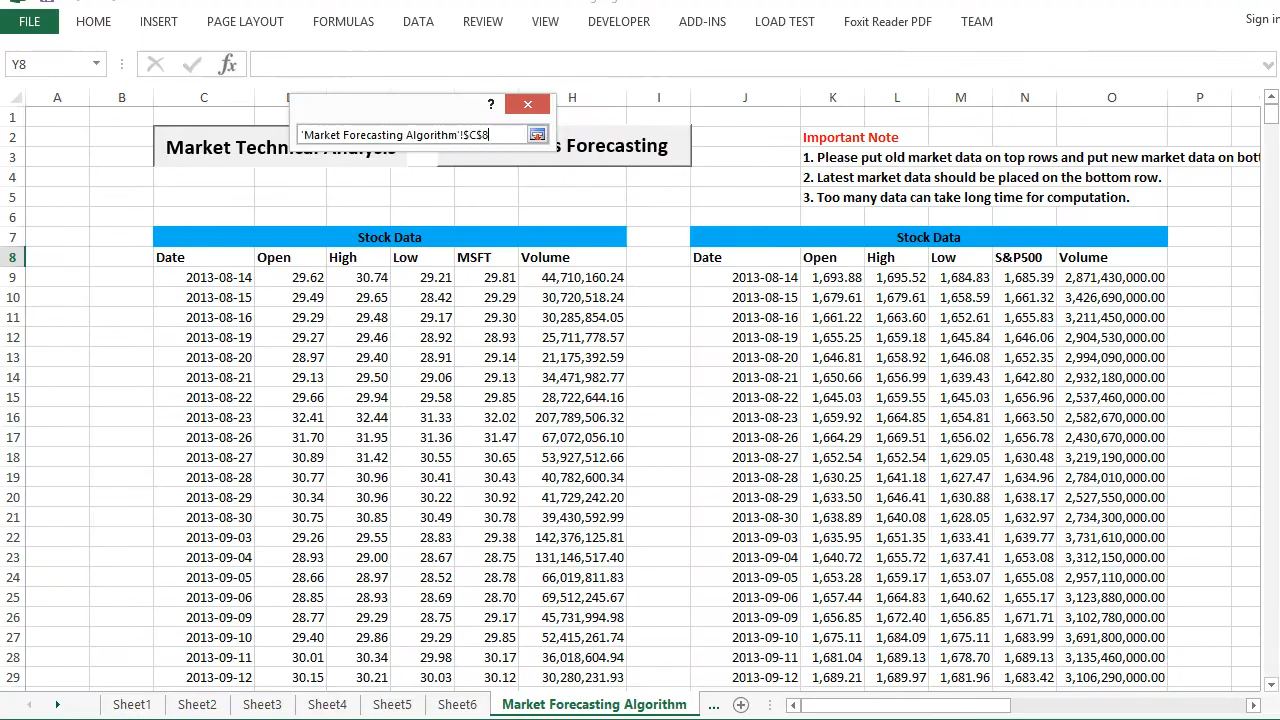 FILE HOME INSERT PAGE LAYOUT FORMULAS DATA REVIEW VIEW DEVELOPER ADD-INS LOAD TEST Foxit Reader PDF TEAM Sign in
Y8 fx
A B C H I J K L M N O P
?
'Market Forecasting Algorithm'!$C$8
1
2 Important Note
Market Technical Analysis s Forecasting
3 1. Please put old market data on top rows and put new market data on bott
4 2. Latest market data should be placed on the bottom row.
5 3. Too many data can take long time for computation.
6
7 Stock Data Stock Data
8 Date Open High Low MSFT Volume Date Open High Low S&P500 Volume
9 2013-08-14 29.62 30.74 29.21 29.81 44,710,160.24 2013-08-14 1,693.88 1,695.52 1,684.83 1,685.39 2,871,430,000.00
10 2013-08-15 29.49 29.65 28.42 29.29 30,720,518.24 2013-08-15 1,679.61 1,679.61 1,658.59 1,661.32 3,426,690,000.00
11 2013-08-16 29.29 29.48 29.17 29.30 30,285,854.05 2013-08-16 1,661.22 1,663.60 1,652.61 1,655.83 3,211,450,000.00
12 2013-08-19 29.27 29.46 28.92 28.93 25,711,778.57 2013-08-19 1,655.25 1,659.18 1,645.84 1,646.06 2,904,530,000.00
13 2013-08-20 28.97 29.40 28.91 29.14 21,175,392.59 2013-08-20 1,646.81 1,658.92 1,646.08 1,652.35 2,994,090,000.00
14 2013-08-21 29.13 29.50 29.06 29.13 34,471,982.77 2013-08-21 1,650.66 1,656.99 1,639.43 1,642.80 2,932,180,000.00
15 2013-08-22 29.66 29.94 29.58 29.85 28,722,644.16 2013-08-22 1,645.03 1,659.55 1,645.03 1,656.96 2,537,460,000.00
16 2013-08-23 32.41 32.44 31.33 32.02 207,789,506.32 2013-08-23 1,659.92 1,664.85 1,654.81 1,663.50 2,582,670,000.00
17 2013-08-26 31.70 31.95 31.36 31.47 67,072,056.10 2013-08-26 1,664.29 1,669.51 1,656.02 1,656.78 2,430,670,000.00
18 2013-08-27 30.89 31.42 30.55 30.65 53,927,512.66 2013-08-27 1,652.54 1,652.54 1,629.05 1,630.48 3,219,190,000.00
19 2013-08-28 30.77 30.96 30.41 30.43 40,782,600.34 2013-08-28 1,630.25 1,641.18 1,627.47 1,634.96 2,784,010,000.00
20 2013-08-29 30.34 30.96 30.22 30.92 41,729,242.20 2013-08-29 1,633.50 1,646.41 1,630.88 1,638.17 2,527,550,000.00
21 2013-08-30 30.75 30.85 30.49 30.78 39,430,592.99 2013-08-30 1,638.89 1,640.08 1,628.05 1,632.97 2,734,300,000.00
22 2013-09-03 29.26 29.55 28.83 29.38 142,376,125.81 2013-09-03 1,635.95 1,651.35 1,633.41 1,639.77 3,731,610,000.00
23 2013-09-04 28.93 29.00 28.67 28.75 131,146,517.40 2013-09-04 1,640.72 1,655.72 1,637.41 1,653.08 3,312,150,000.00
24 2013-09-05 28.66 28.97 28.52 28.78 66,019,811.83 2013-09-05 1,653.28 1,659.17 1,653.07 1,655.08 2,957,110,000.00
25 2013-09-06 28.85 28.93 28.69 28.70 69,512,245.67 2013-09-06 1,657.44 1,664.83 1,640.62 1,655.17 3,123,880,000.00
26 2013-09-09 28.77 29.29 28.75 29.17 45,731,994.98 2013-09-09 1,656.85 1,672.40 1,656.85 1,671.71 3,102,780,000.00
27 2013-09-10 29.40 29.86 29.29 29.85 52,415,261.74 2013-09-10 1,675.11 1,684.09 1,675.11 1,683.99 3,691,800,000.00
28 2013-09-11 30.01 30.34 29.98 30.17 36,018,604.94 2013-09-11 1,681.04 1,689.13 1,678.70 1,689.13 3,135,460,000.00
29 2013-09-12 30.15 30.21 30.03 30.12 30,280,231.93 2013-09-12 1,689.21 1,689.97 1,681.96 1,683.42 3,106,290,000.00
Sheet1 Sheet2 Sheet3 Sheet4 Sheet5 Sheet6 Market Forecasting Algorithm ...